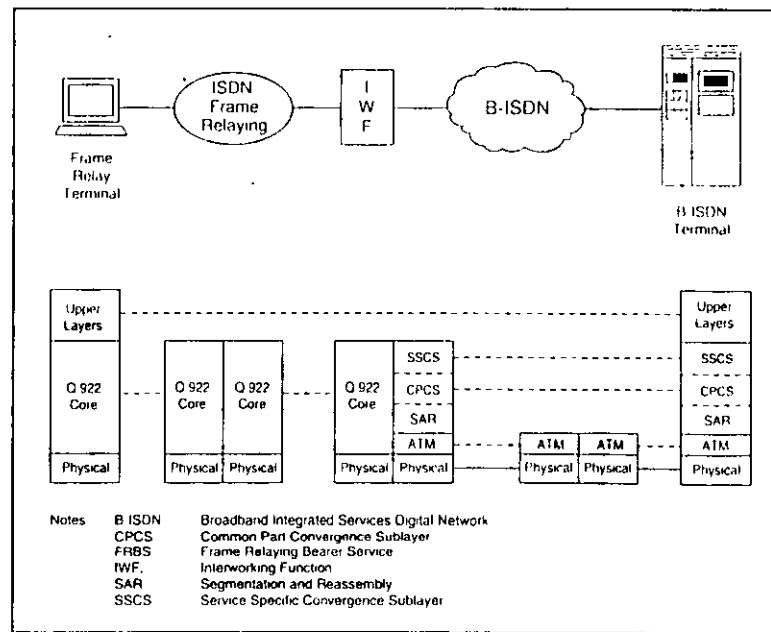 ISDN
Frame
Relaying
I
W
F
B-ISDN
Frame
Relay
Terminal
B ISDN
Terminal
Upper
Layers
Upper
Layers
Q 922
Core
Q 922
Core
Q 922
Core
Q 922
Core
SSCS
CPCS
SAR
ATM
SSCS
CPCS
SAR
ATM
ATM
ATM
Physical
Physical
Physical
Physical
Physical
Physical
Physical
Physical
Notes
B ISDN Broadband Integrated Services Digital Network
CPCS Common Part Convergence Sublayer
FRBS Frame Relaying Bearer Service
IWF. Interworking Function
SAR Segmentation and Reassembly
SSCS Service Specific Convergence Sublayer